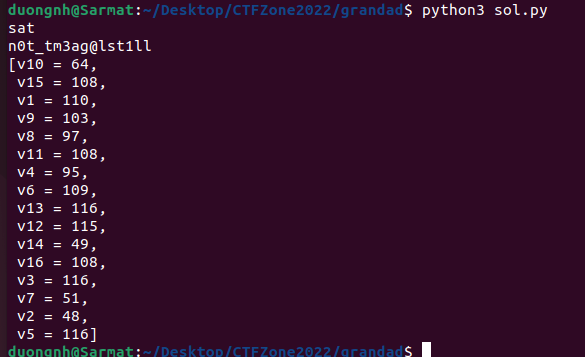 duongnh@Sarmat:~/Desktop/CTFZone2022/grandad$ python3 sol.py
sat
n0t_tm3ag@lst1ll
[v10 = 64,
 v15 = 108,
 v1 = 110,
 v9 = 103,
 v8 = 97,
 v11 = 108,
 v4 = 95,
 v6 = 109,
 v13 = 116,
 v12 = 115,
 v14 = 49,
 v16 = 108,
 v3 = 116,
 v7 = 51,
 v2 = 48,
 v5 = 116]
duongnh@Sarmat:~/Desktop/CTFZone2022/grandad$